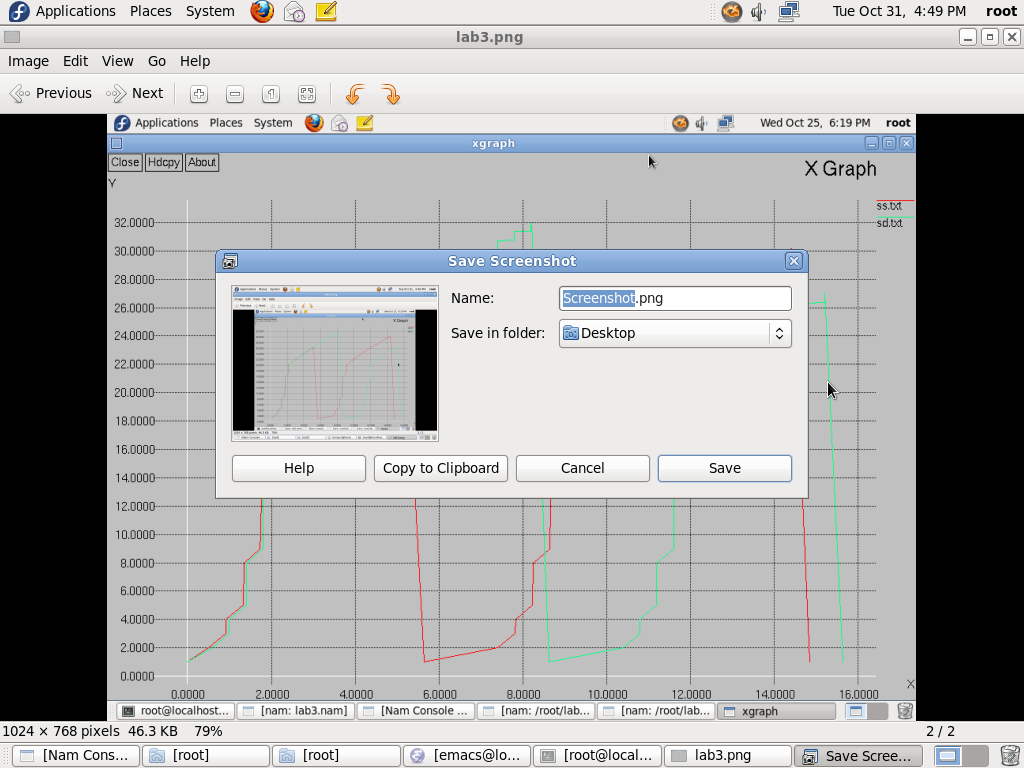 Applications Places System Tue Oct 31, 4:49 PM root
lab3.png
Image Edit View Go Help
Previous Next
Applications Places System Wed Oct 25, 6:19 PM root
xgraph
Close Hdcpy About
X Graph
Y
ss.txt
sd.txt
32.0000
30.0000
28.0000
26.0000
24.0000
22.0000
20.0000
18.0000
16.0000
14.0000
12.0000
10.0000
8.0000
6.0000
4.0000
2.0000
0.0000
0.0000 2.0000 4.0000 6.0000 8.0000 10.0000 12.0000 14.0000 16.0000
X
Save Screenshot
Name: Screenshot.png
Save in folder: Desktop
Help Copy to Clipboard Cancel Save
root@localhost... [nam: lab3.nam] [Nam Console ... [nam: /root/lab... [nam: /root/lab... xgraph
1024 × 768 pixels 46.3 KB 79% 2 / 2
[Nam Cons... [root] [root] [emacs@lo... [root@local... lab3.png Save Scree...